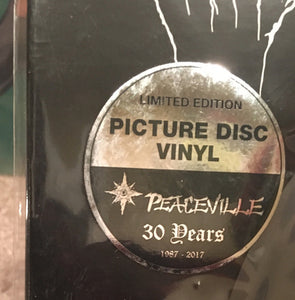 LIMITED EDITION
PICTURE DISC
VINYL
PEACEVILLE
30 Years
1987 - 2017